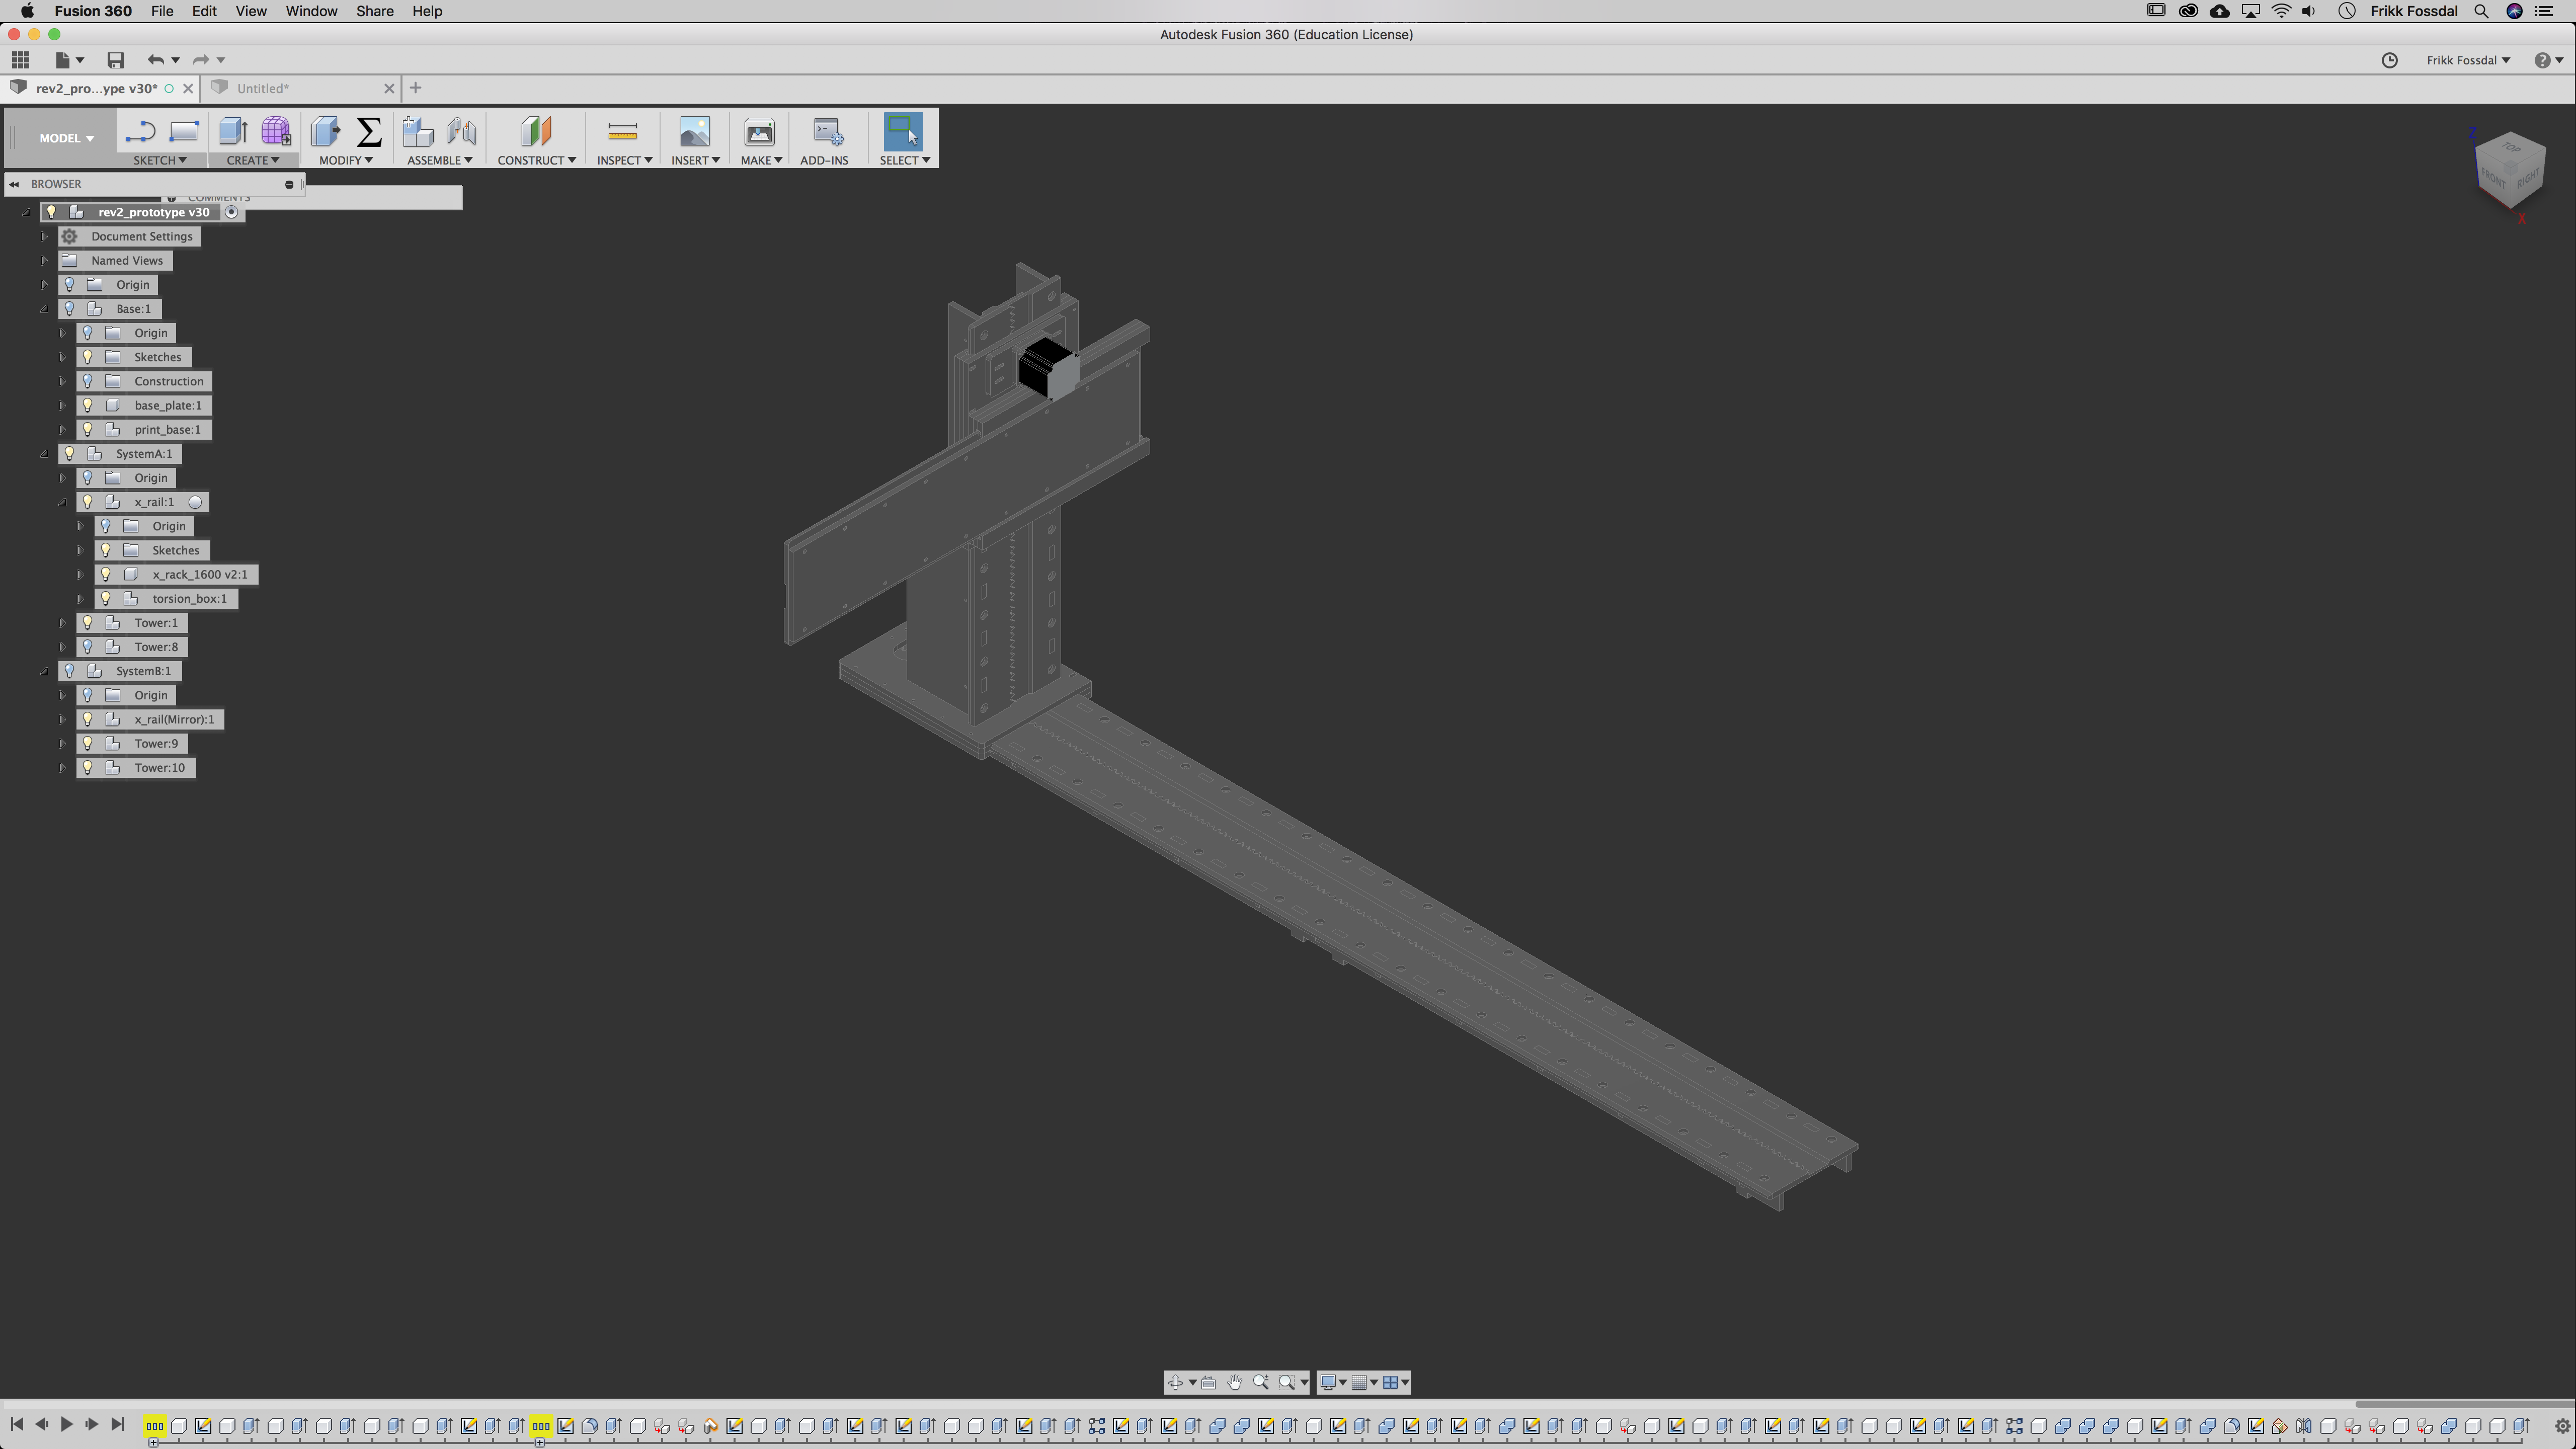 Fusion 360 File Edit View Window Share Help Frikk Fossdal
Autodesk Fusion 360 (Education License)
Frikk Fossdal
rev2_pro...ype v30* Untitled*
MODEL
SKETCH CREATE MODIFY ASSEMBLE CONSTRUCT INSPECT INSERT MAKE ADD-INS SELECT
BROWSER
COMMENTS
rev2_prototype v30
Document Settings
Named Views
Origin
Base:1
Origin
Sketches
Construction
base_plate:1
print_base:1
SystemA:1
Origin
x_rail:1
Origin
Sketches
x_rack_1600 v2:1
torsion_box:1
Tower:1
Tower:8
SystemB:1
Origin
x_rail(Mirror):1
Tower:9
Tower:10
Z
TOP
FRONT RIGHT
X